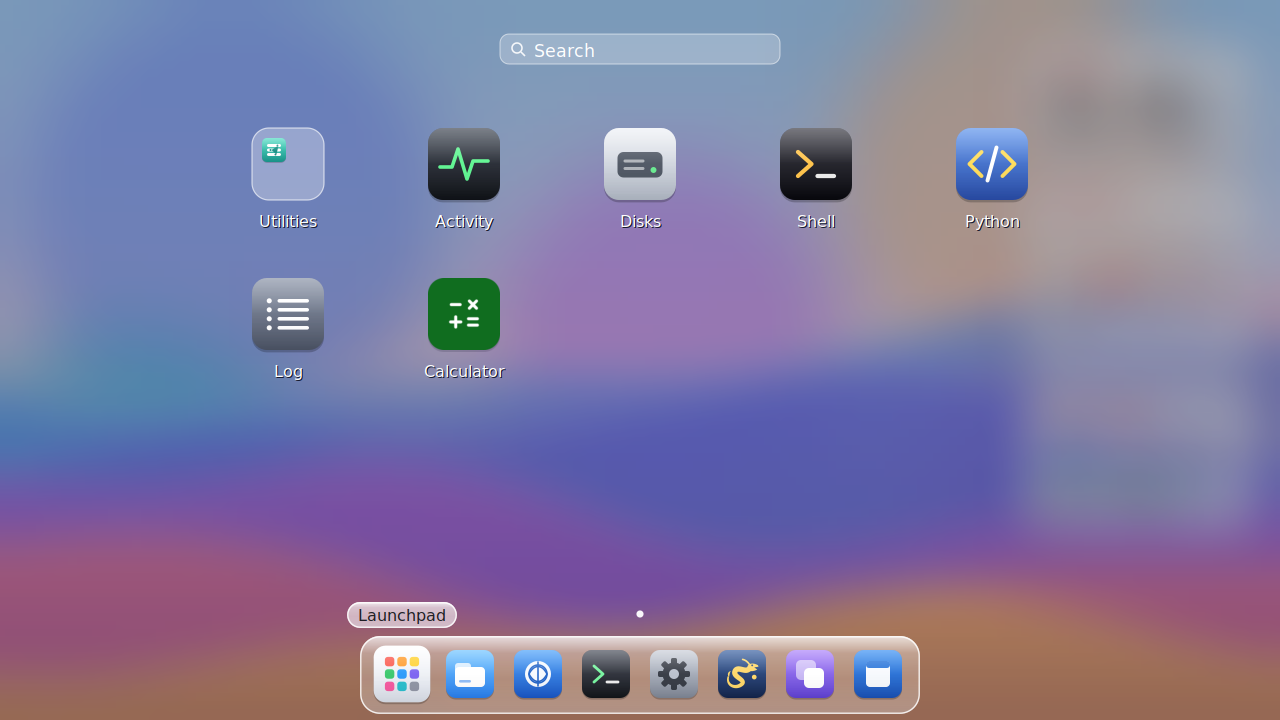 Search
Utilities
Activity
Disks
Shell
Python
Log
Calculator
Launchpad